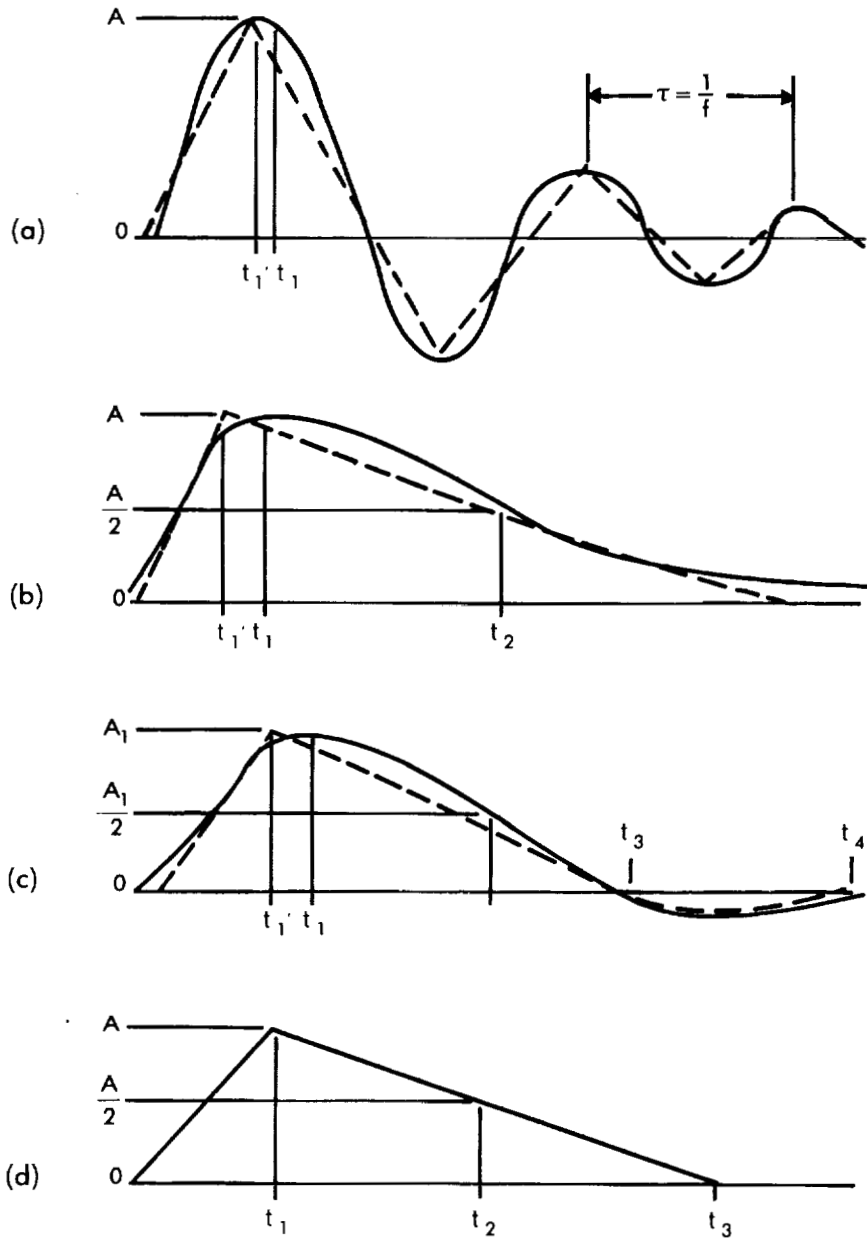 A
τ = 1/f
(a)
0
t₁' t₁
A
A/2
(b)
0
t₁' t₁ t₂
A₁
A₁/2
t₃ t₄
(c)
0
t₁' t₁
A
A/2
(d)
0
t₁ t₂ t₃